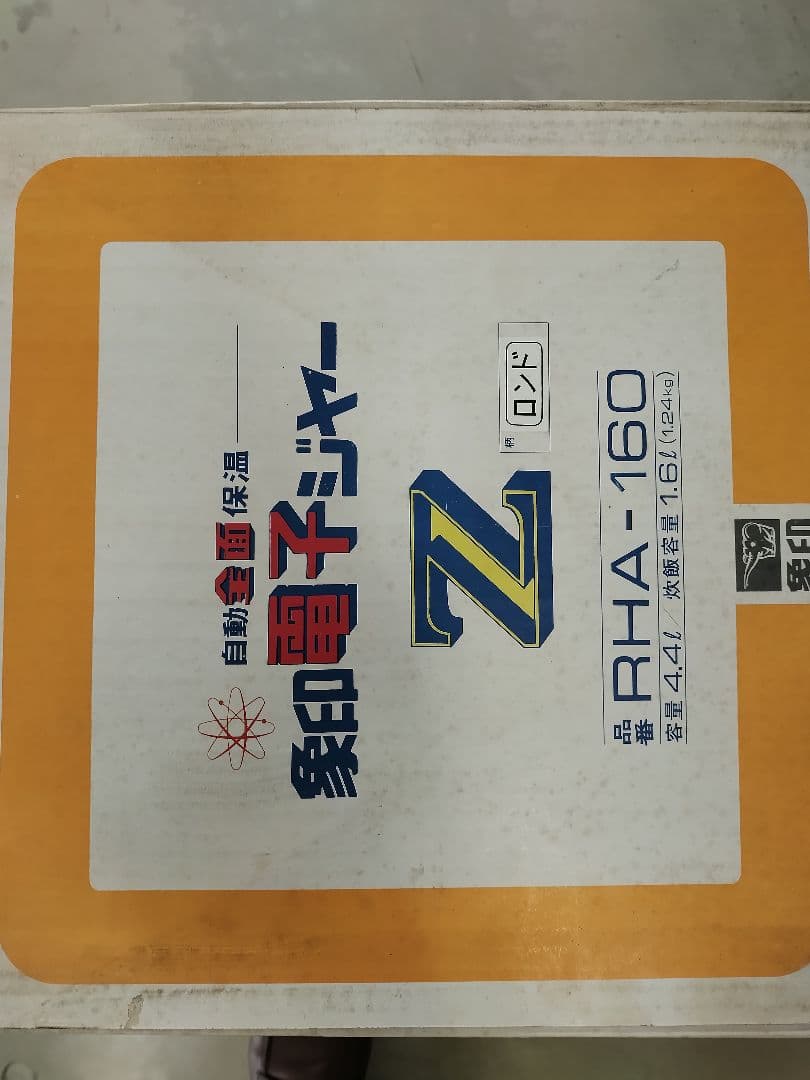 自動全面保温
象印電子ジャー
Z
柄 ロンド
品番 RHA-160
容量 4.4ℓ／炊飯容量 1.6ℓ(1.24kg)
象印